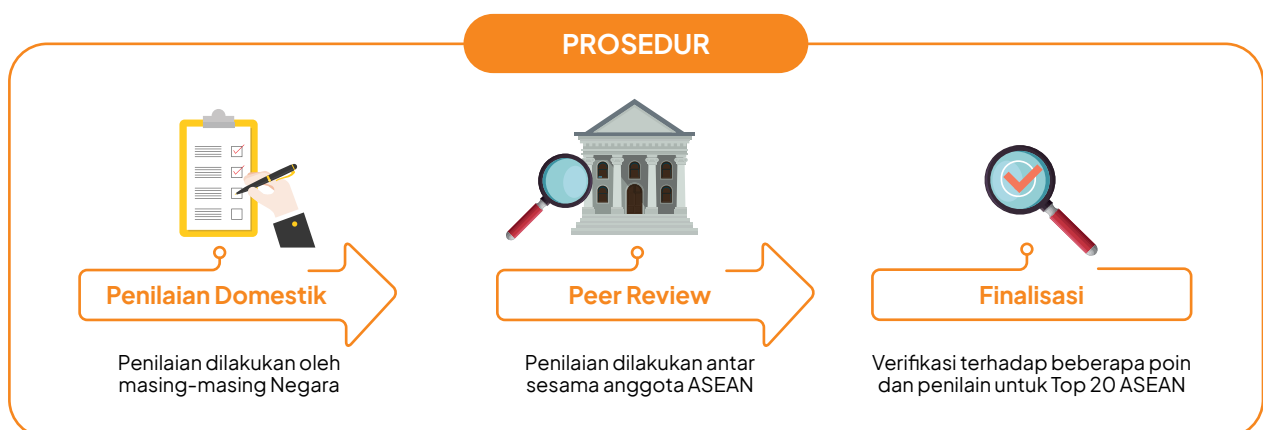 PROSEDUR
Penilaian Domestik
Penilaian dilakukan oleh
masing-masing Negara
Peer Review
Penilaian dilakukan antar
sesama anggota ASEAN
Finalisasi
Verifikasi terhadap beberapa poin
dan penilain untuk Top 20 ASEAN